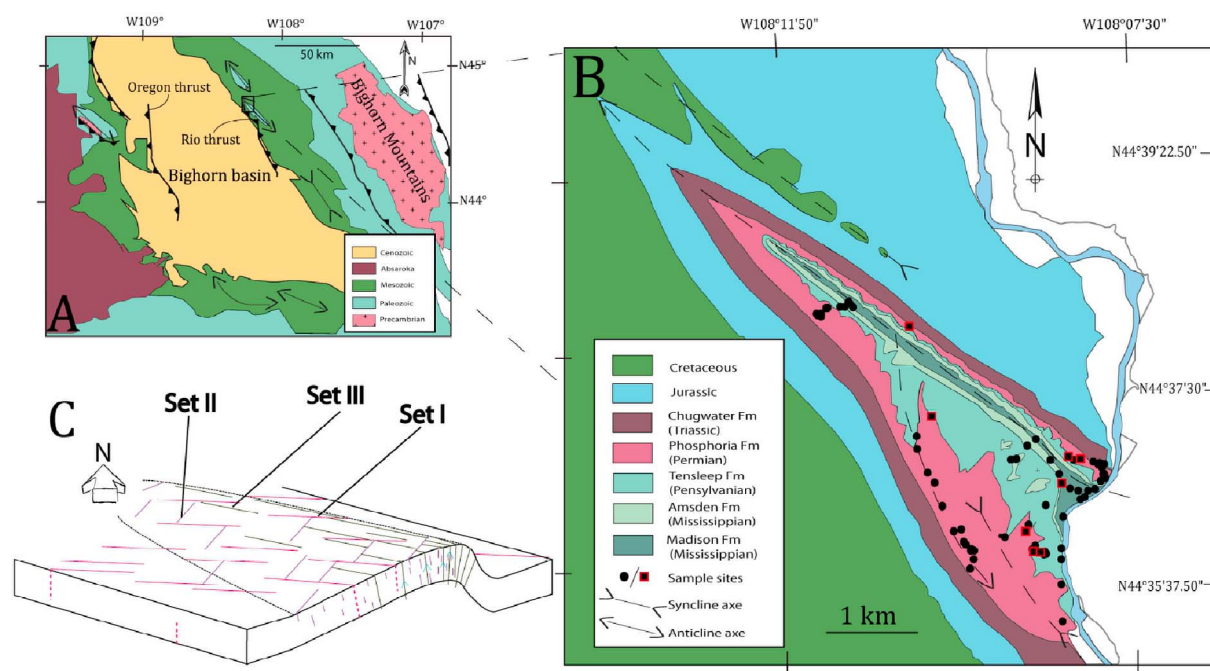 W109°
W108°
W107°
50 km
N
N45°
N44°
Oregon thrust
Rio thrust
Bighorn basin
Bighorn Mountains
Cenozoic
Absaroka
Mesozoic
Paleozoic
Precambrian
A
W108°11'50"
W108°07'30"
B
N
N44°39'22.50"
N44°37'30"
N44°35'37.50"
Cretaceous
Jurassic
Chugwater Fm
(Triassic)
Phosphoria Fm
(Permian)
Tensleep Fm
(Pensylvanian)
Amsden Fm
(Mississippian)
Madison Fm
(Mississippian)
Sample sites
Syncline axe
Anticline axe
1 km
C
N
Set II
Set III
Set I